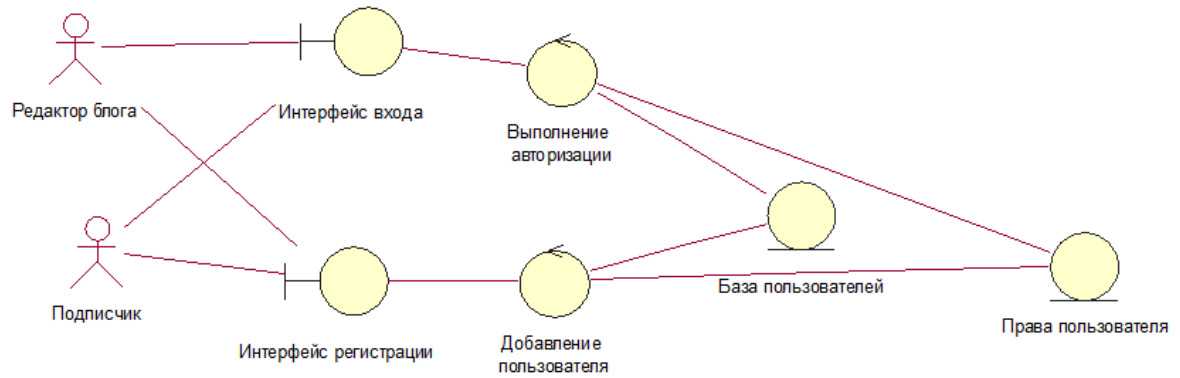 Редактор блога
Интерфейс входа
Выполнение
авторизации
База пользователей
Подписчик
Права пользователя
Интерфейс регистрации
Добавление
пользователя